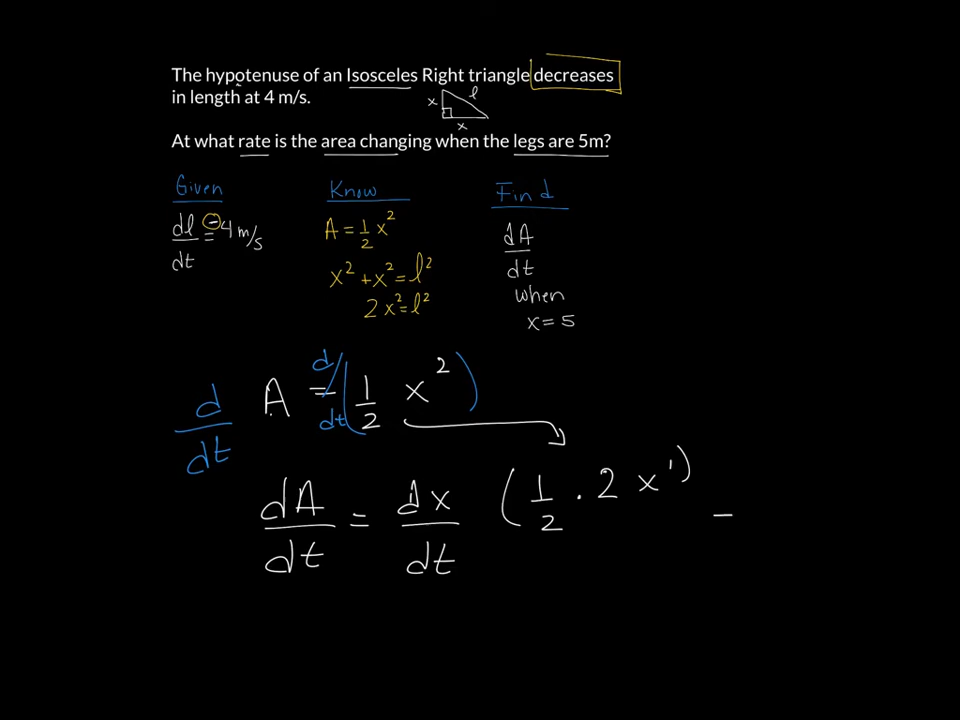 The hypotenuse of an Isosceles Right triangle decreases
in length at 4 m/s.
x l
x
At what rate is the area changing when the legs are 5m?
Given
dl/dt = -4 m/s
Know
A = 1/2 x²
x² + x² = l²
2x² = l²
Find
dA/dt
when
x = 5
d/dt A = d/dt (1/2 x²)
dA/dt = dx/dt (1/2 · 2 x¹) –